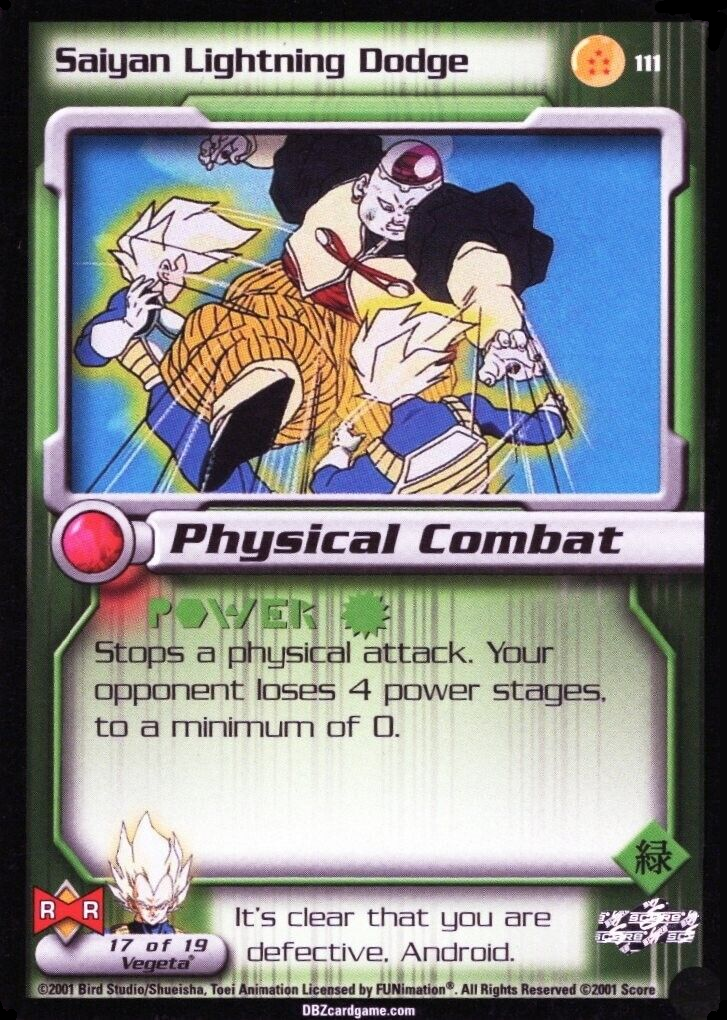 Saiyan Lightning Dodge 111
Physical Combat
POWER
Stops a physical attack. Your
opponent loses 4 power stages,
to a minimum of 0.
緑
R R
17 of 19
Vegeta
It's clear that you are
defective, Android.
SCORE
©2001 Bird Studio/Shueisha, Toei Animation Licensed by FUNimation®. All Rights Reserved ©2001 Score
DBZcardgame.com